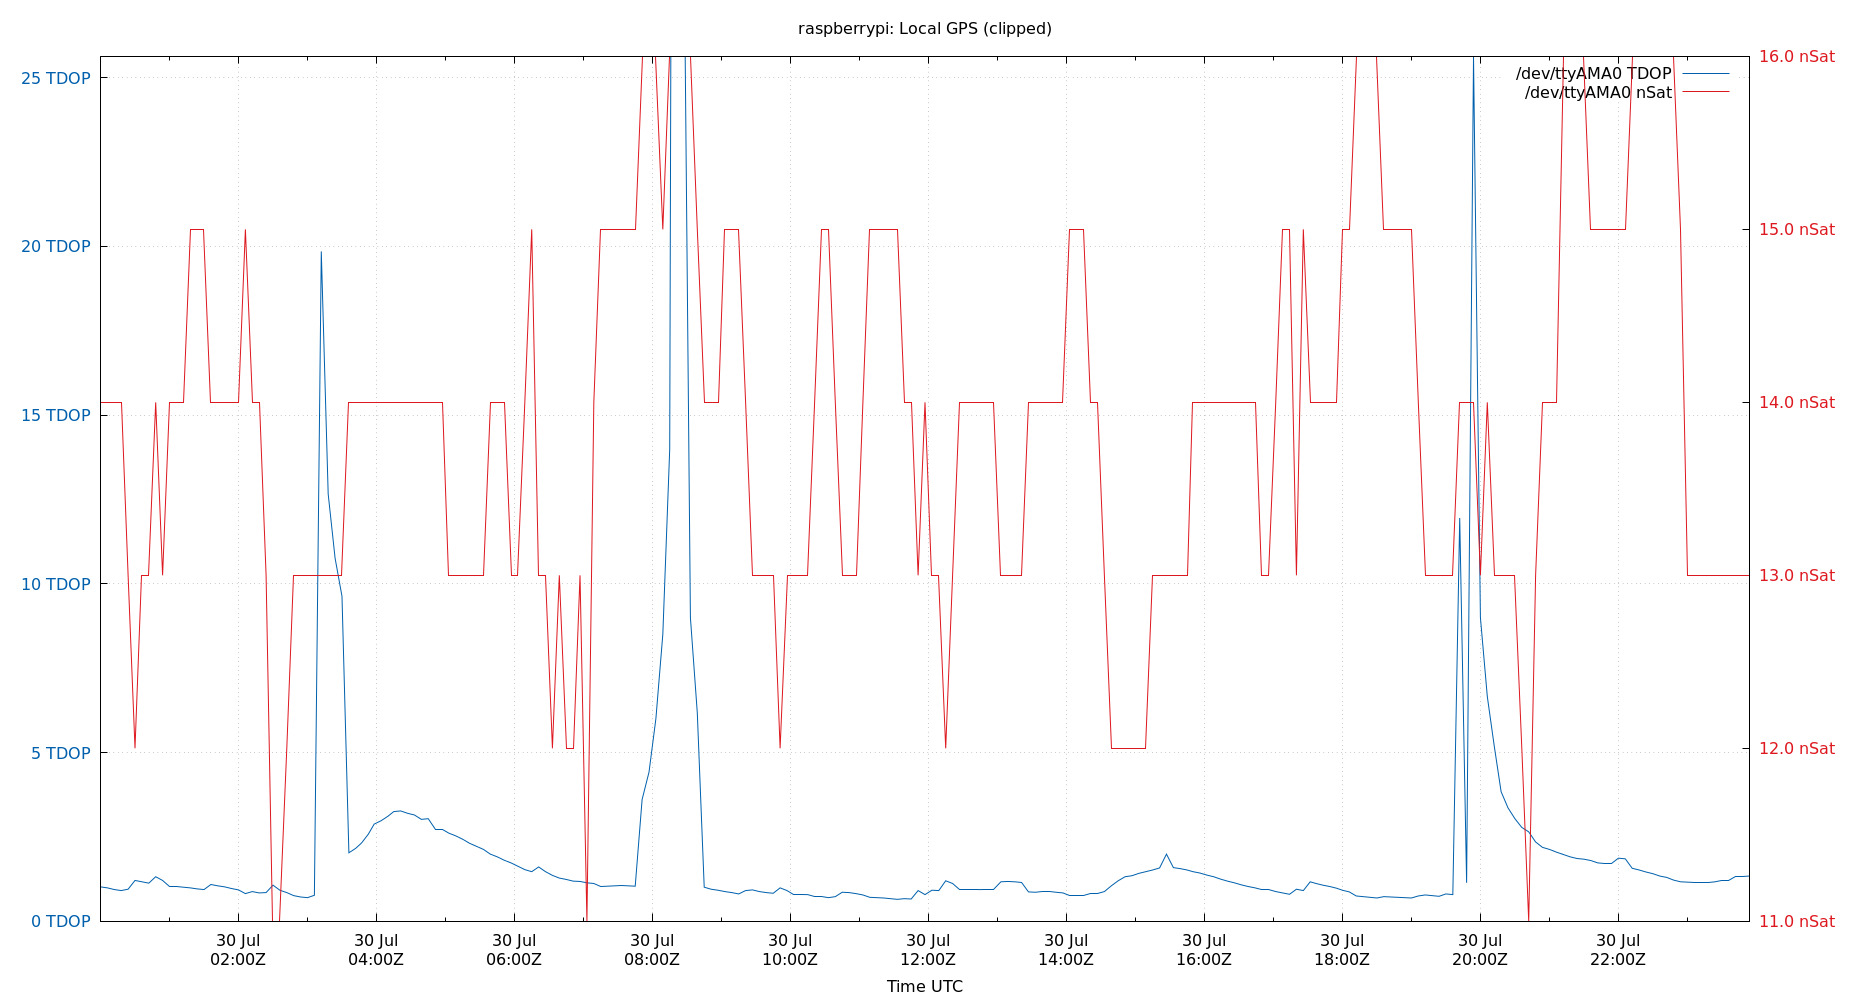 raspberrypi: Local GPS (clipped)
/dev/ttyAMA0 TDOP
/dev/ttyAMA0 nSat
25 TDOP
20 TDOP
15 TDOP
10 TDOP
5 TDOP
0 TDOP
16.0 nSat
15.0 nSat
14.0 nSat
13.0 nSat
12.0 nSat
11.0 nSat
30 Jul
02:00Z
30 Jul
04:00Z
30 Jul
06:00Z
30 Jul
08:00Z
30 Jul
10:00Z
30 Jul
12:00Z
30 Jul
14:00Z
30 Jul
16:00Z
30 Jul
18:00Z
30 Jul
20:00Z
30 Jul
22:00Z
Time UTC